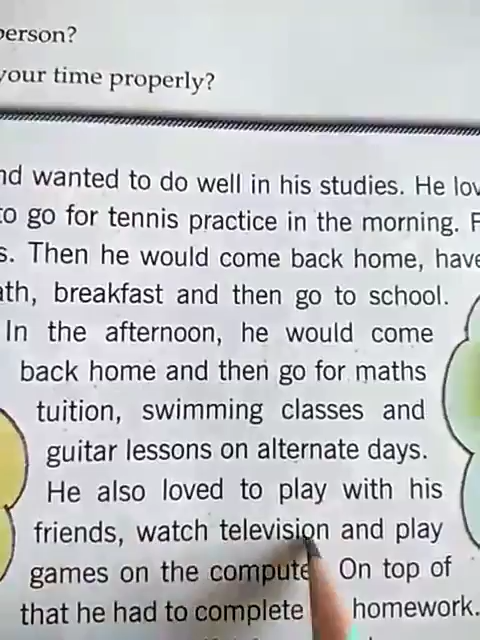 person?
your time properly?
nd wanted to do well in his studies. He lov
to go for tennis practice in the morning. F
s. Then he would come back home, have
ath, breakfast and then go to school.
In the afternoon, he would come
back home and then go for maths
tuition, swimming classes and
guitar lessons on alternate days.
He also loved to play with his
friends, watch television and play
games on the compute On top of
that he had to complete homework.